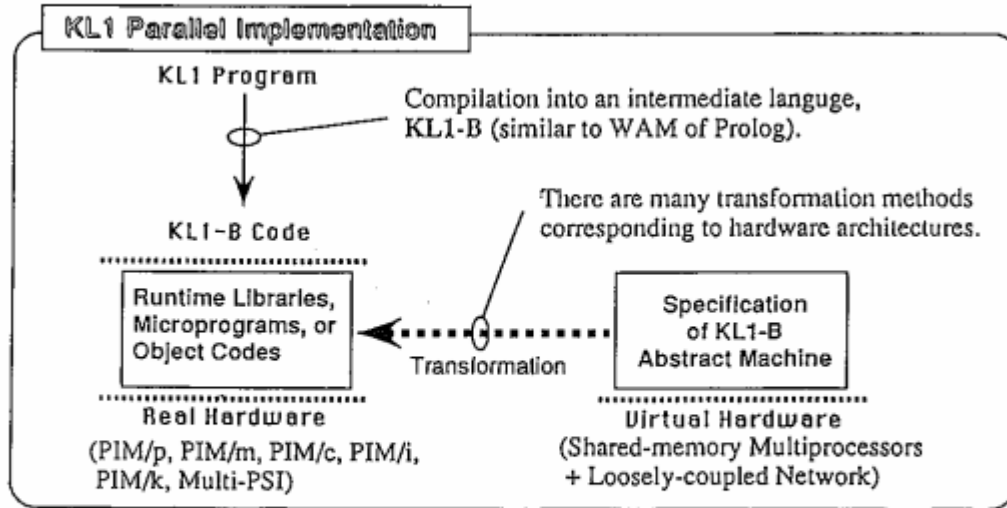 KL1 Parallel Implementation
KL1 Program
Compilation into an intermediate languge,
KL1-B (similar to WAM of Prolog).
There are many transformation methods
corresponding to hardware architectures.
KL1-B Code
Runtime Libraries,
Microprograms, or
Object Codes
Transformation
Specification
of KL1-B
Abstract Machine
Real Hardware
(PIM/p, PIM/m, PIM/c, PIM/i,
PIM/k, Multi-PSI)
Virtual Hardware
(Shared-memory Multiprocessors
+ Loosely-coupled Network)